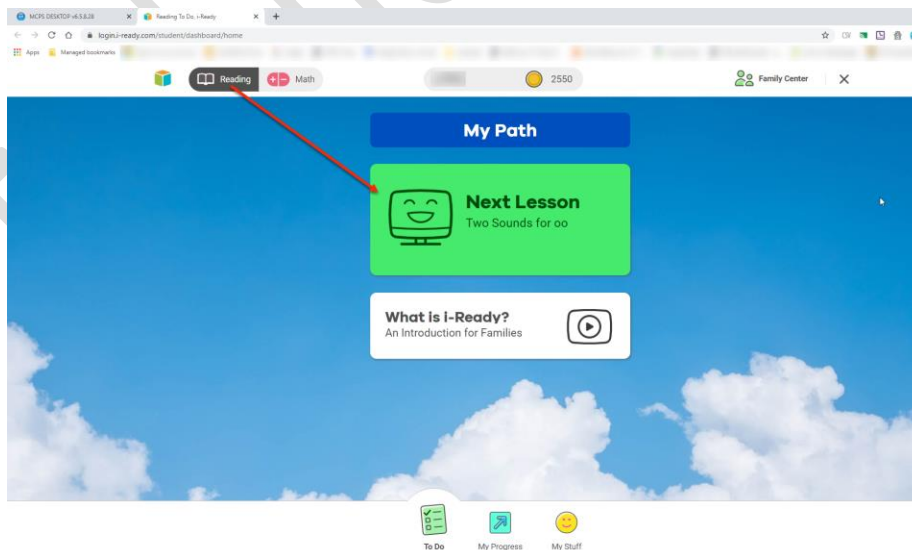 MCPS DESKTOP v6.5.8.28
Reading To Do, i-Ready
login.i-ready.com/student/dashboard/home
Apps
Managed bookmarks
Reading
Math
2550
Family Center
My Path
Next Lesson
Two Sounds for oo
What is i-Ready?
An Introduction for Families
To Do
My Progress
My Stuff